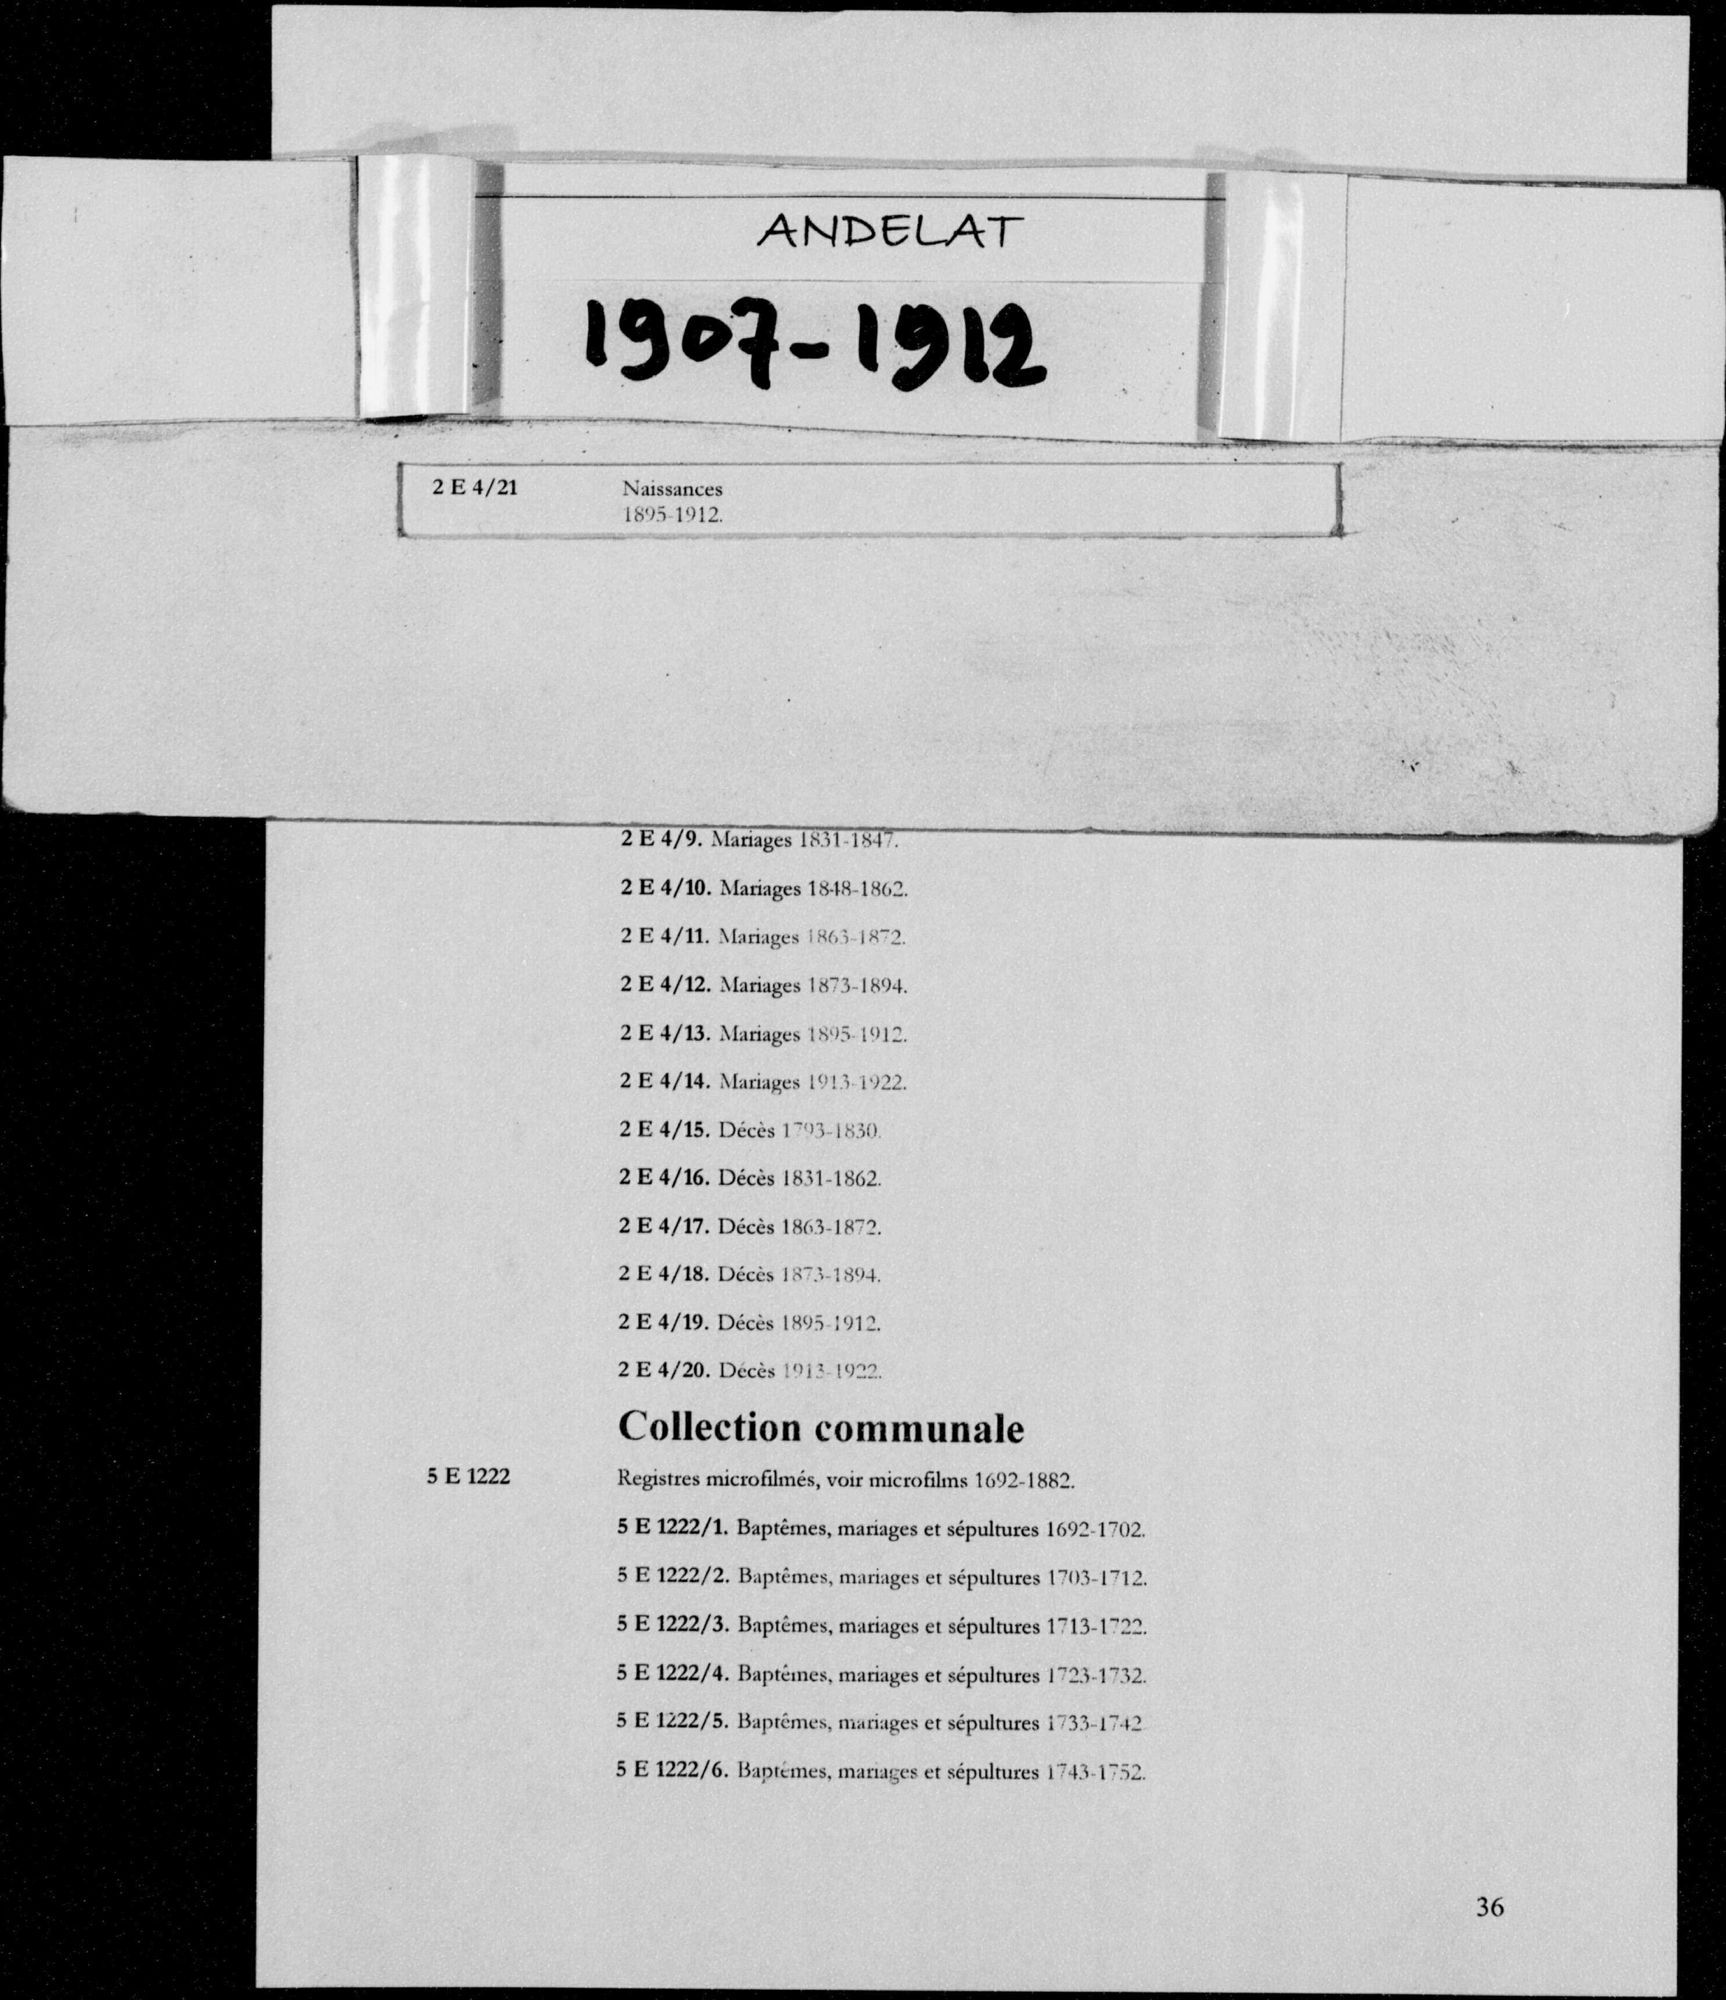 ANDELAT
1907-1912
2 E 4/21 Naissances
1895-1912.
2 E 4/9. Mariages 1831-1847.
2 E 4/10. Mariages 1848-1862.
2 E 4/11. Mariages 1863-1872.
2 E 4/12. Mariages 1873-1894.
2 E 4/13. Mariages 1895-1912.
2 E 4/14. Mariages 1913-1922.
2 E 4/15. Décès 1793-1830.
2 E 4/16. Décès 1831-1862.
2 E 4/17. Décès 1863-1872.
2 E 4/18. Décès 1873-1894.
2 E 4/19. Décès 1895-1912.
2 E 4/20. Décès 1913-1922.
Collection communale
5 E 1222 Registres microfilmés, voir microfilms 1692-1882.
5 E 1222/1. Baptêmes, mariages et sépultures 1692-1702.
5 E 1222/2. Baptêmes, mariages et sépultures 1703-1712.
5 E 1222/3. Baptêmes, mariages et sépultures 1713-1722.
5 E 1222/4. Baptêmes, mariages et sépultures 1723-1732.
5 E 1222/5. Baptêmes, mariages et sépultures 1733-1742.
5 E 1222/6. Baptêmes, mariages et sépultures 1743-1752.
36